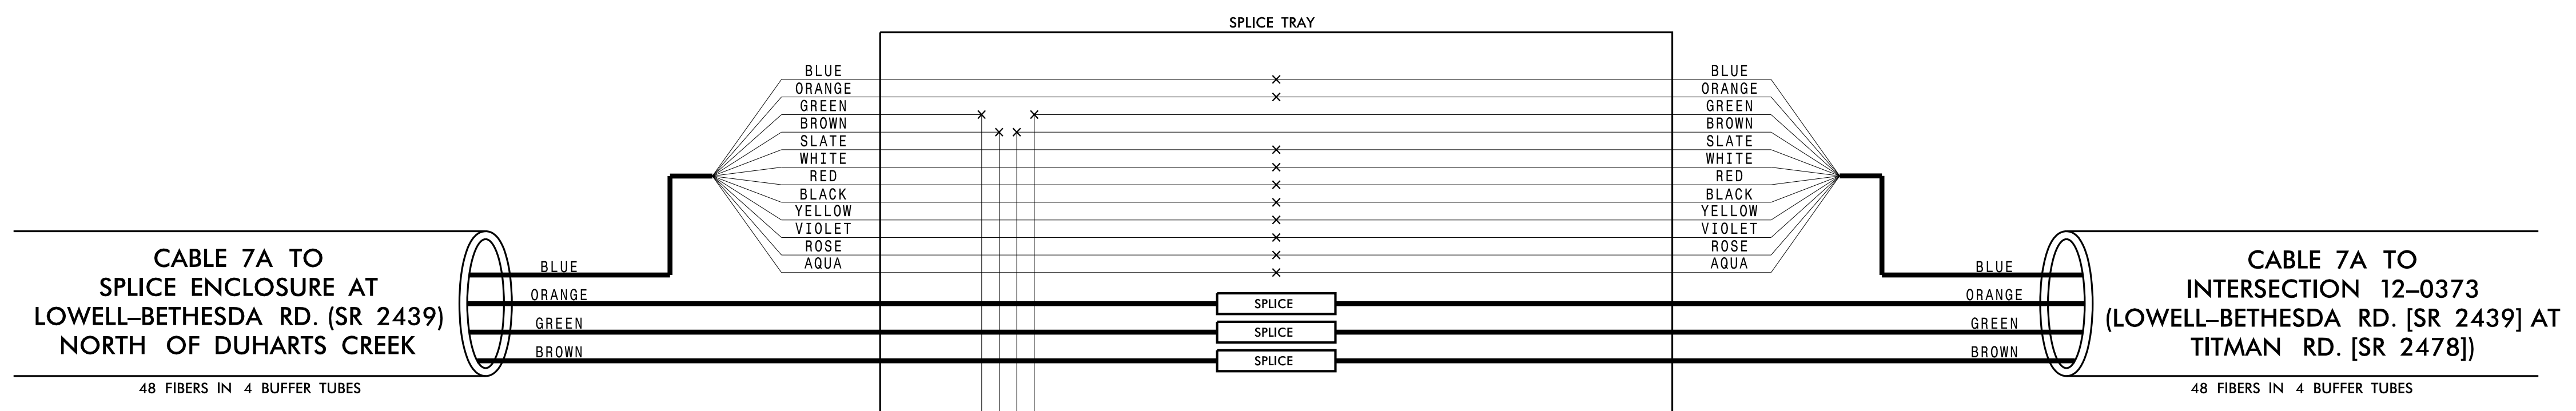 SPLICE TRAY
BLUE
ORANGE
GREEN
BROWN
SLATE
WHITE
RED
BLACK
YELLOW
VIOLET
ROSE
AQUA
BLUE
ORANGE
GREEN
BROWN
SLATE
WHITE
RED
BLACK
YELLOW
VIOLET
ROSE
AQUA
CABLE 7A TO
SPLICE ENCLOSURE AT
LOWELL–BETHESDA RD. (SR 2439)
NORTH OF DUHARTS CREEK
48 FIBERS IN 4 BUFFER TUBES
BLUE
ORANGE
GREEN
BROWN
SPLICE
SPLICE
SPLICE
BLUE
ORANGE
GREEN
BROWN
CABLE 7A TO
INTERSECTION 12–0373
(LOWELL–BETHESDA RD. [SR 2439] AT
TITMAN RD. [SR 2478])
48 FIBERS IN 4 BUFFER TUBES